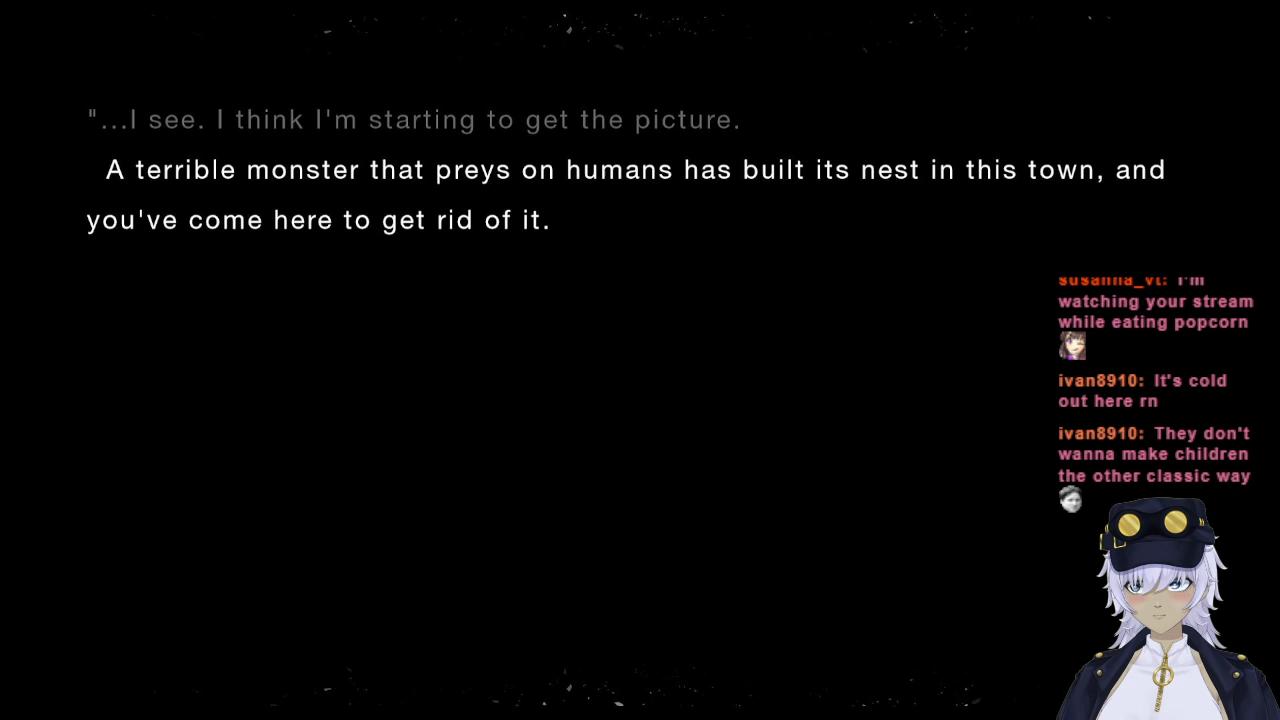 "...I see. I think I'm starting to get the picture.
A terrible monster that preys on humans has built its nest in this town, and
you've come here to get rid of it.
susanna_vt: I'm
watching your stream
while eating popcorn
ivan8910: It's cold
out here rn
ivan8910: They don't
wanna make children
the other classic way